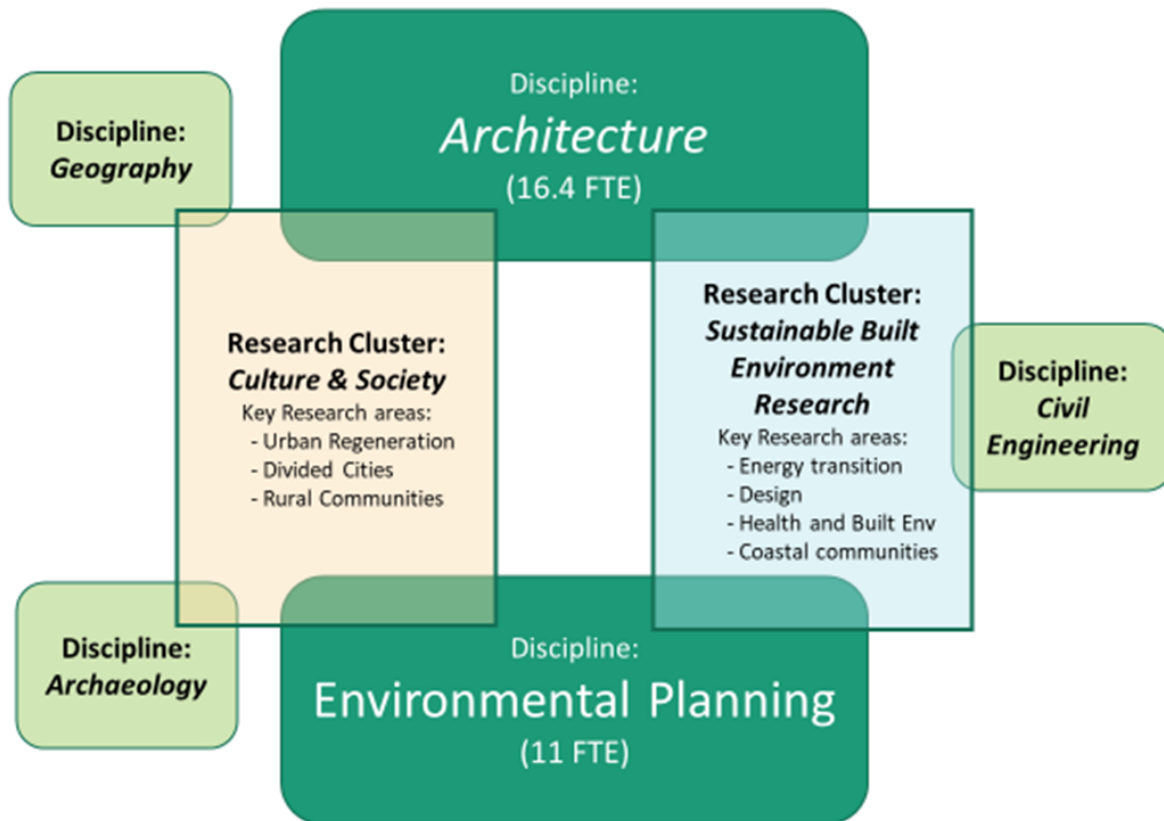 Discipline:
Architecture
(16.4 FTE)
Discipline:
Geography
Research Cluster:
Culture & Society
Key Research areas:
- Urban Regeneration
- Divided Cities
- Rural Communities
Research Cluster:
Sustainable Built
Environment
Research
Key Research areas:
- Energy transition
- Design
- Health and Built Env
- Coastal communities
Discipline:
Civil
Engineering
Discipline:
Archaeology
Discipline:
Environmental Planning
(11 FTE)